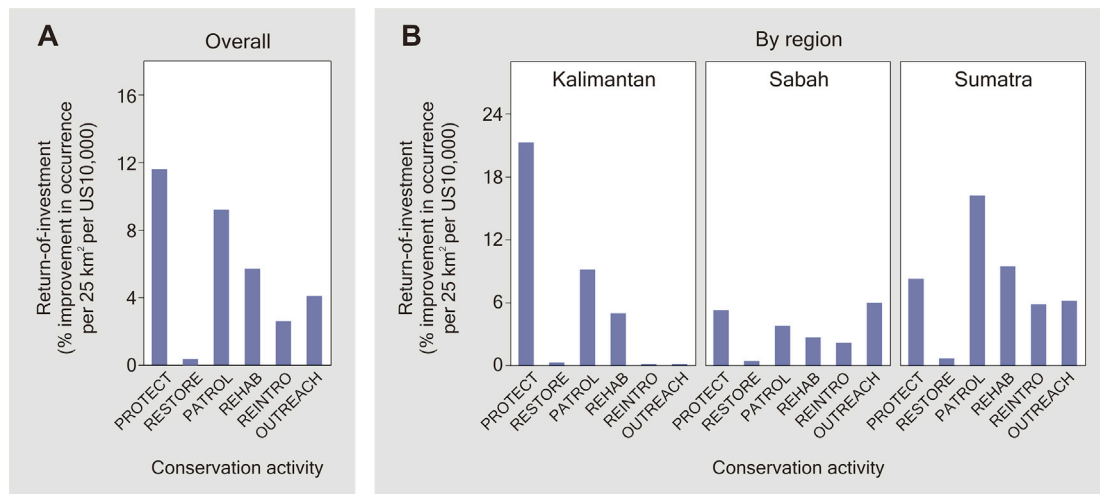 A
Overall
Return-of-investment
(% improvement in occurrence
per 25 km² per US10,000)
16
12
8
4
0
PROTECT
RESTORE
PATROL
REHAB
REINTRO
OUTREACH
Conservation activity
B
By region
Return-of-investment
(% improvement in occurrence
per 25 km² per US10,000)
24
18
12
6
0
Kalimantan
PROTECT
RESTORE
PATROL
REHAB
REINTRO
OUTREACH
Sabah
PROTECT
RESTORE
PATROL
REHAB
REINTRO
OUTREACH
Sumatra
PROTECT
RESTORE
PATROL
REHAB
REINTRO
OUTREACH
Conservation activity